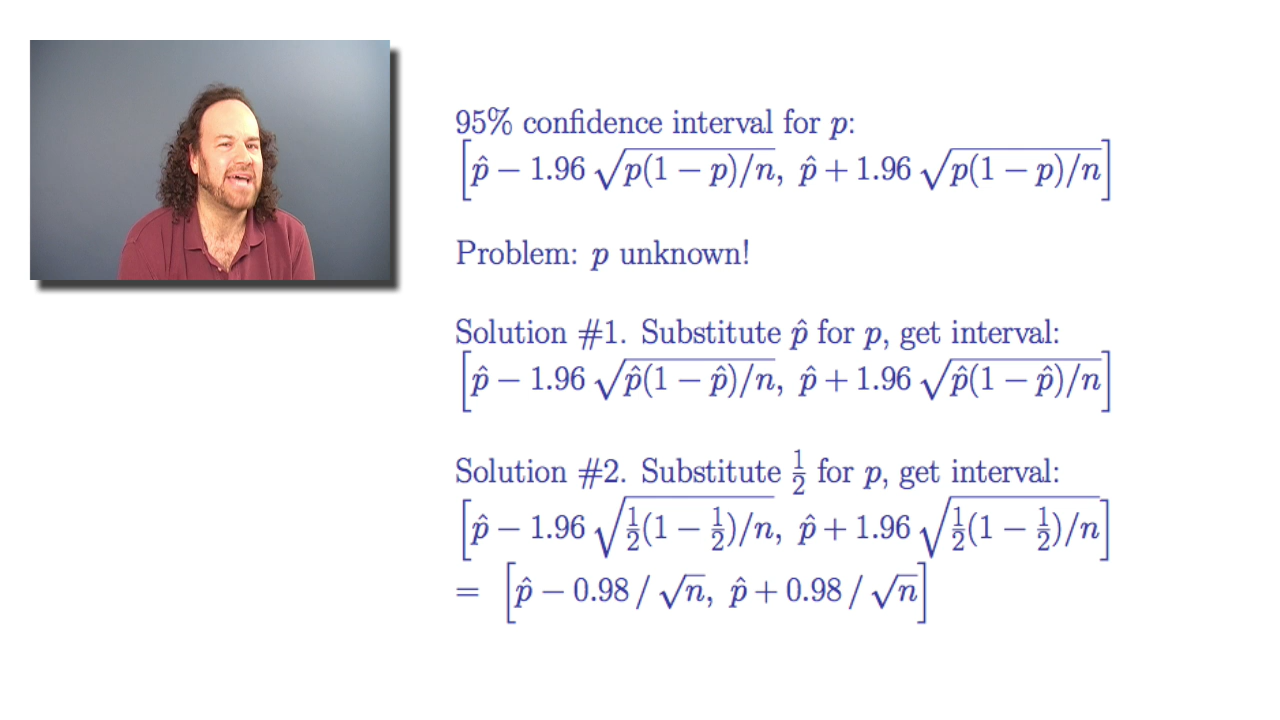 95% confidence interval for p:
[p̂ − 1.96 √p(1 − p)/n, p̂ + 1.96 √p(1 − p)/n]
Problem: p unknown!
Solution #1. Substitute p̂ for p, get interval:
[p̂ − 1.96 √p̂(1 − p̂)/n, p̂ + 1.96 √p̂(1 − p̂)/n]
Solution #2. Substitute 1/2 for p, get interval:
[p̂ − 1.96 √1/2(1 − 1/2)/n, p̂ + 1.96 √1/2(1 − 1/2)/n]
= [p̂ − 0.98 / √n, p̂ + 0.98 / √n]